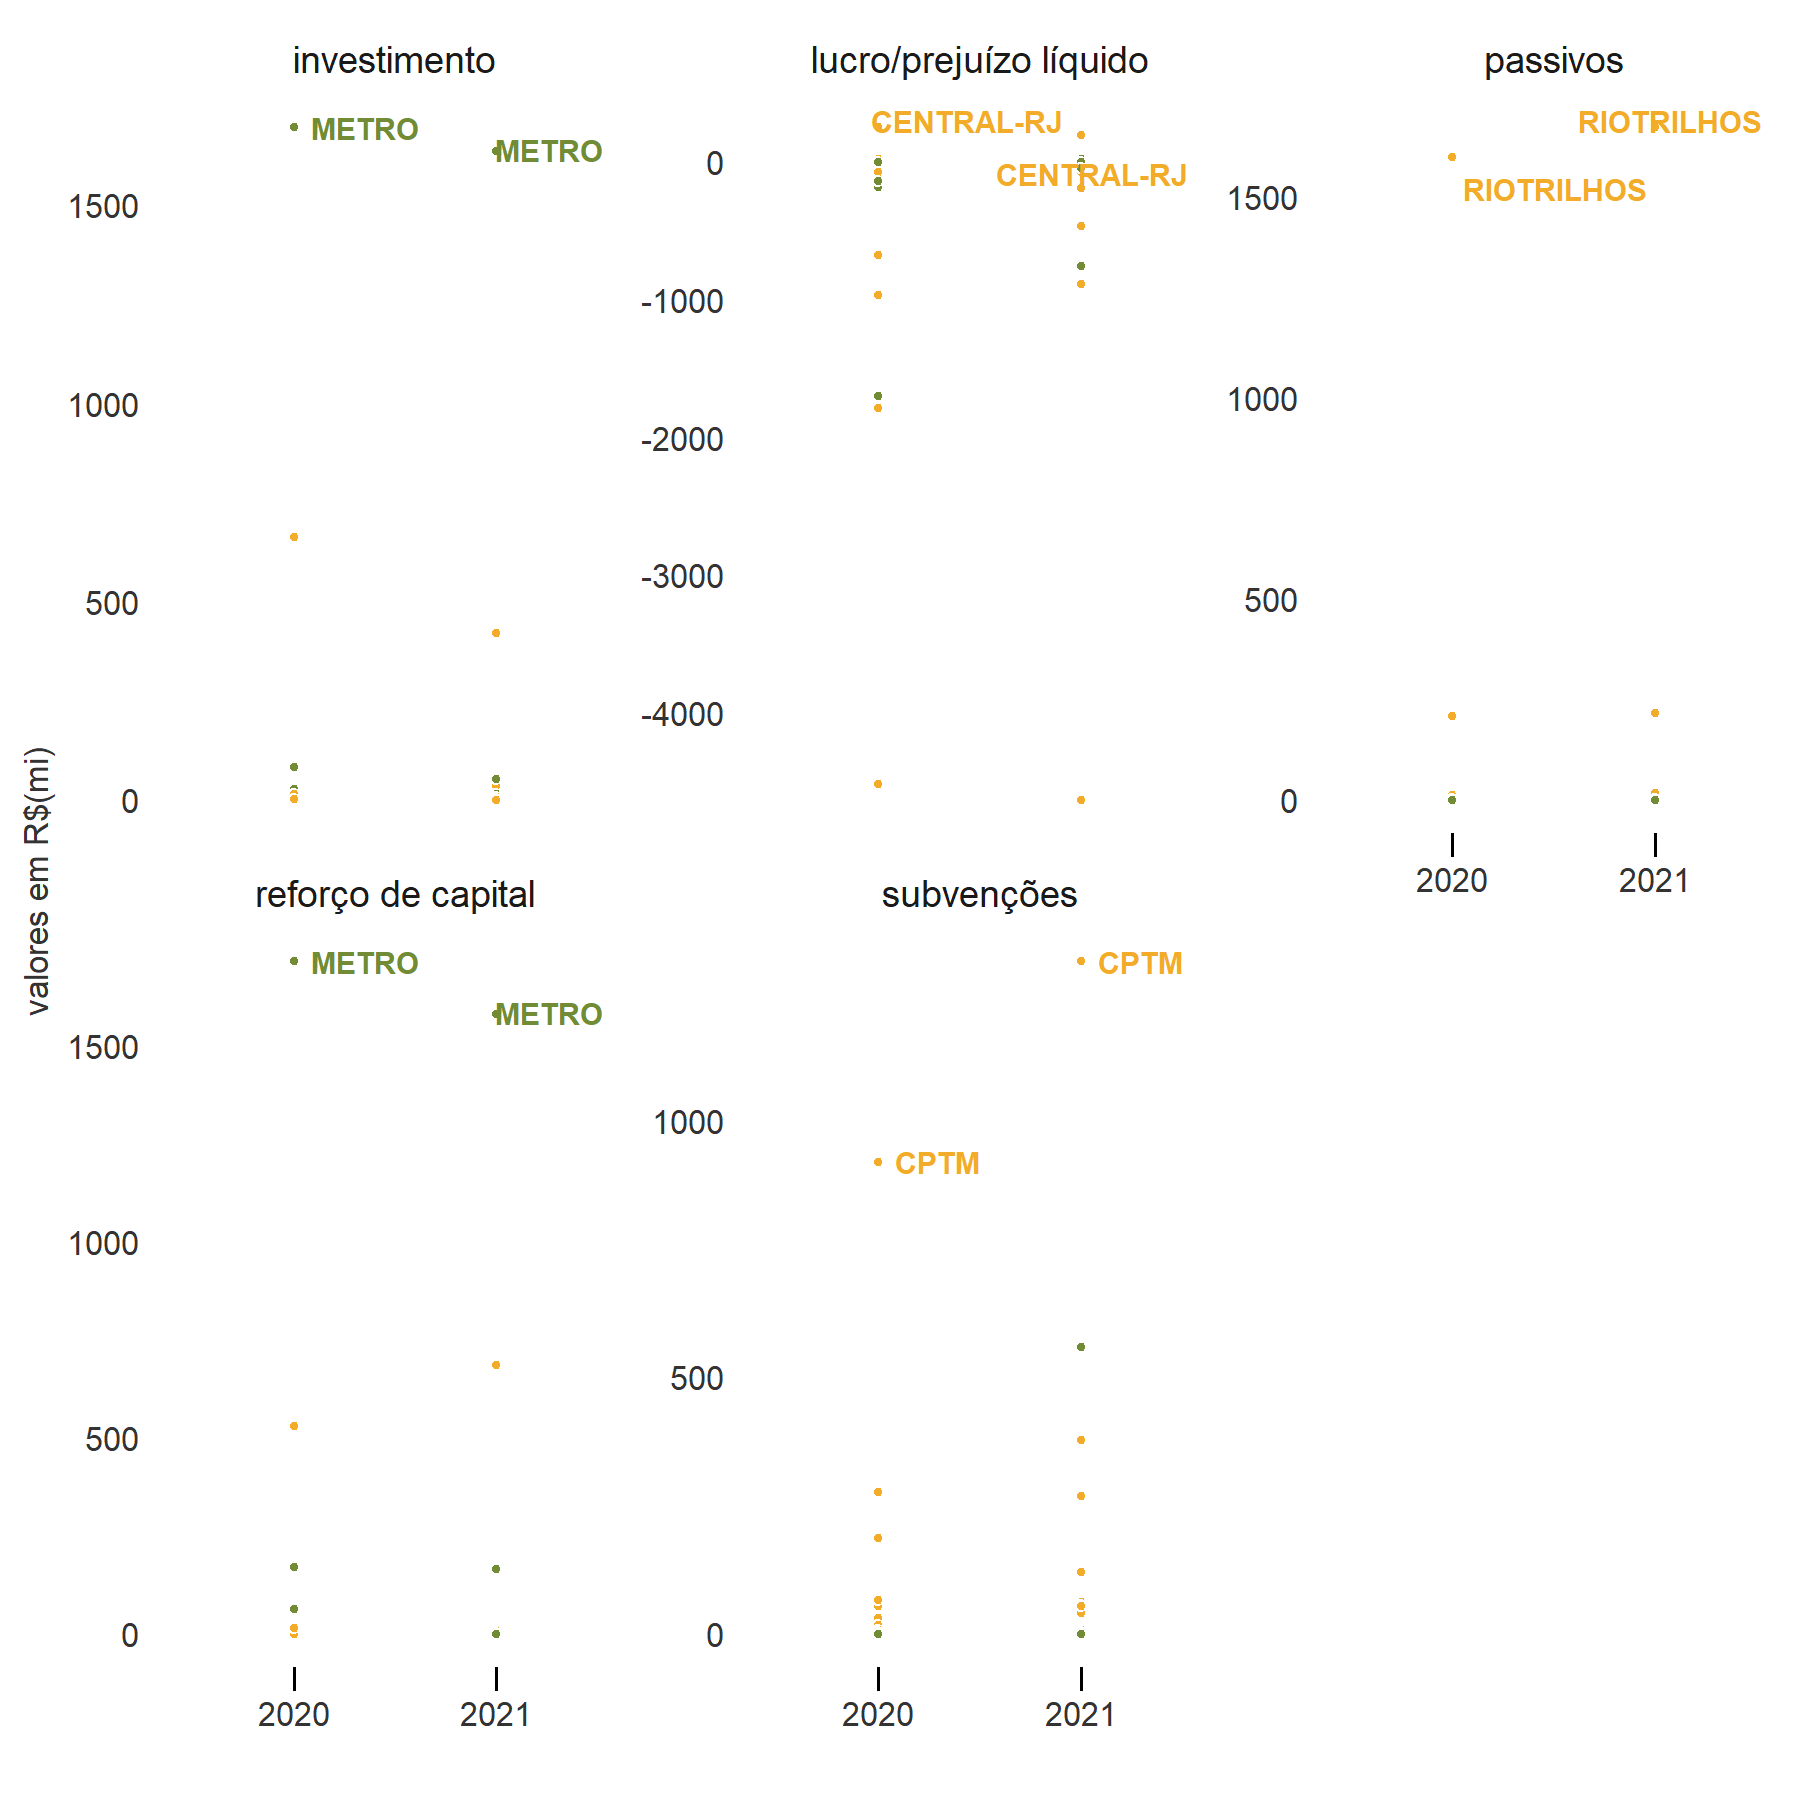 investimento
lucro/prejuízo líquido
passivos
METRO
METRO
CENTRAL-RJ
CENTRAL-RJ
RIOTRILHOS
RIOTRILHOS
1500
1000
500
0
0
-1000
-2000
-3000
-4000
1500
1000
500
0
2020
2021
valores em R$(mi)
reforço de capital
subvenções
METRO
METRO
CPTM
CPTM
1500
1000
500
0
1000
500
0
2020
2021
2020
2021